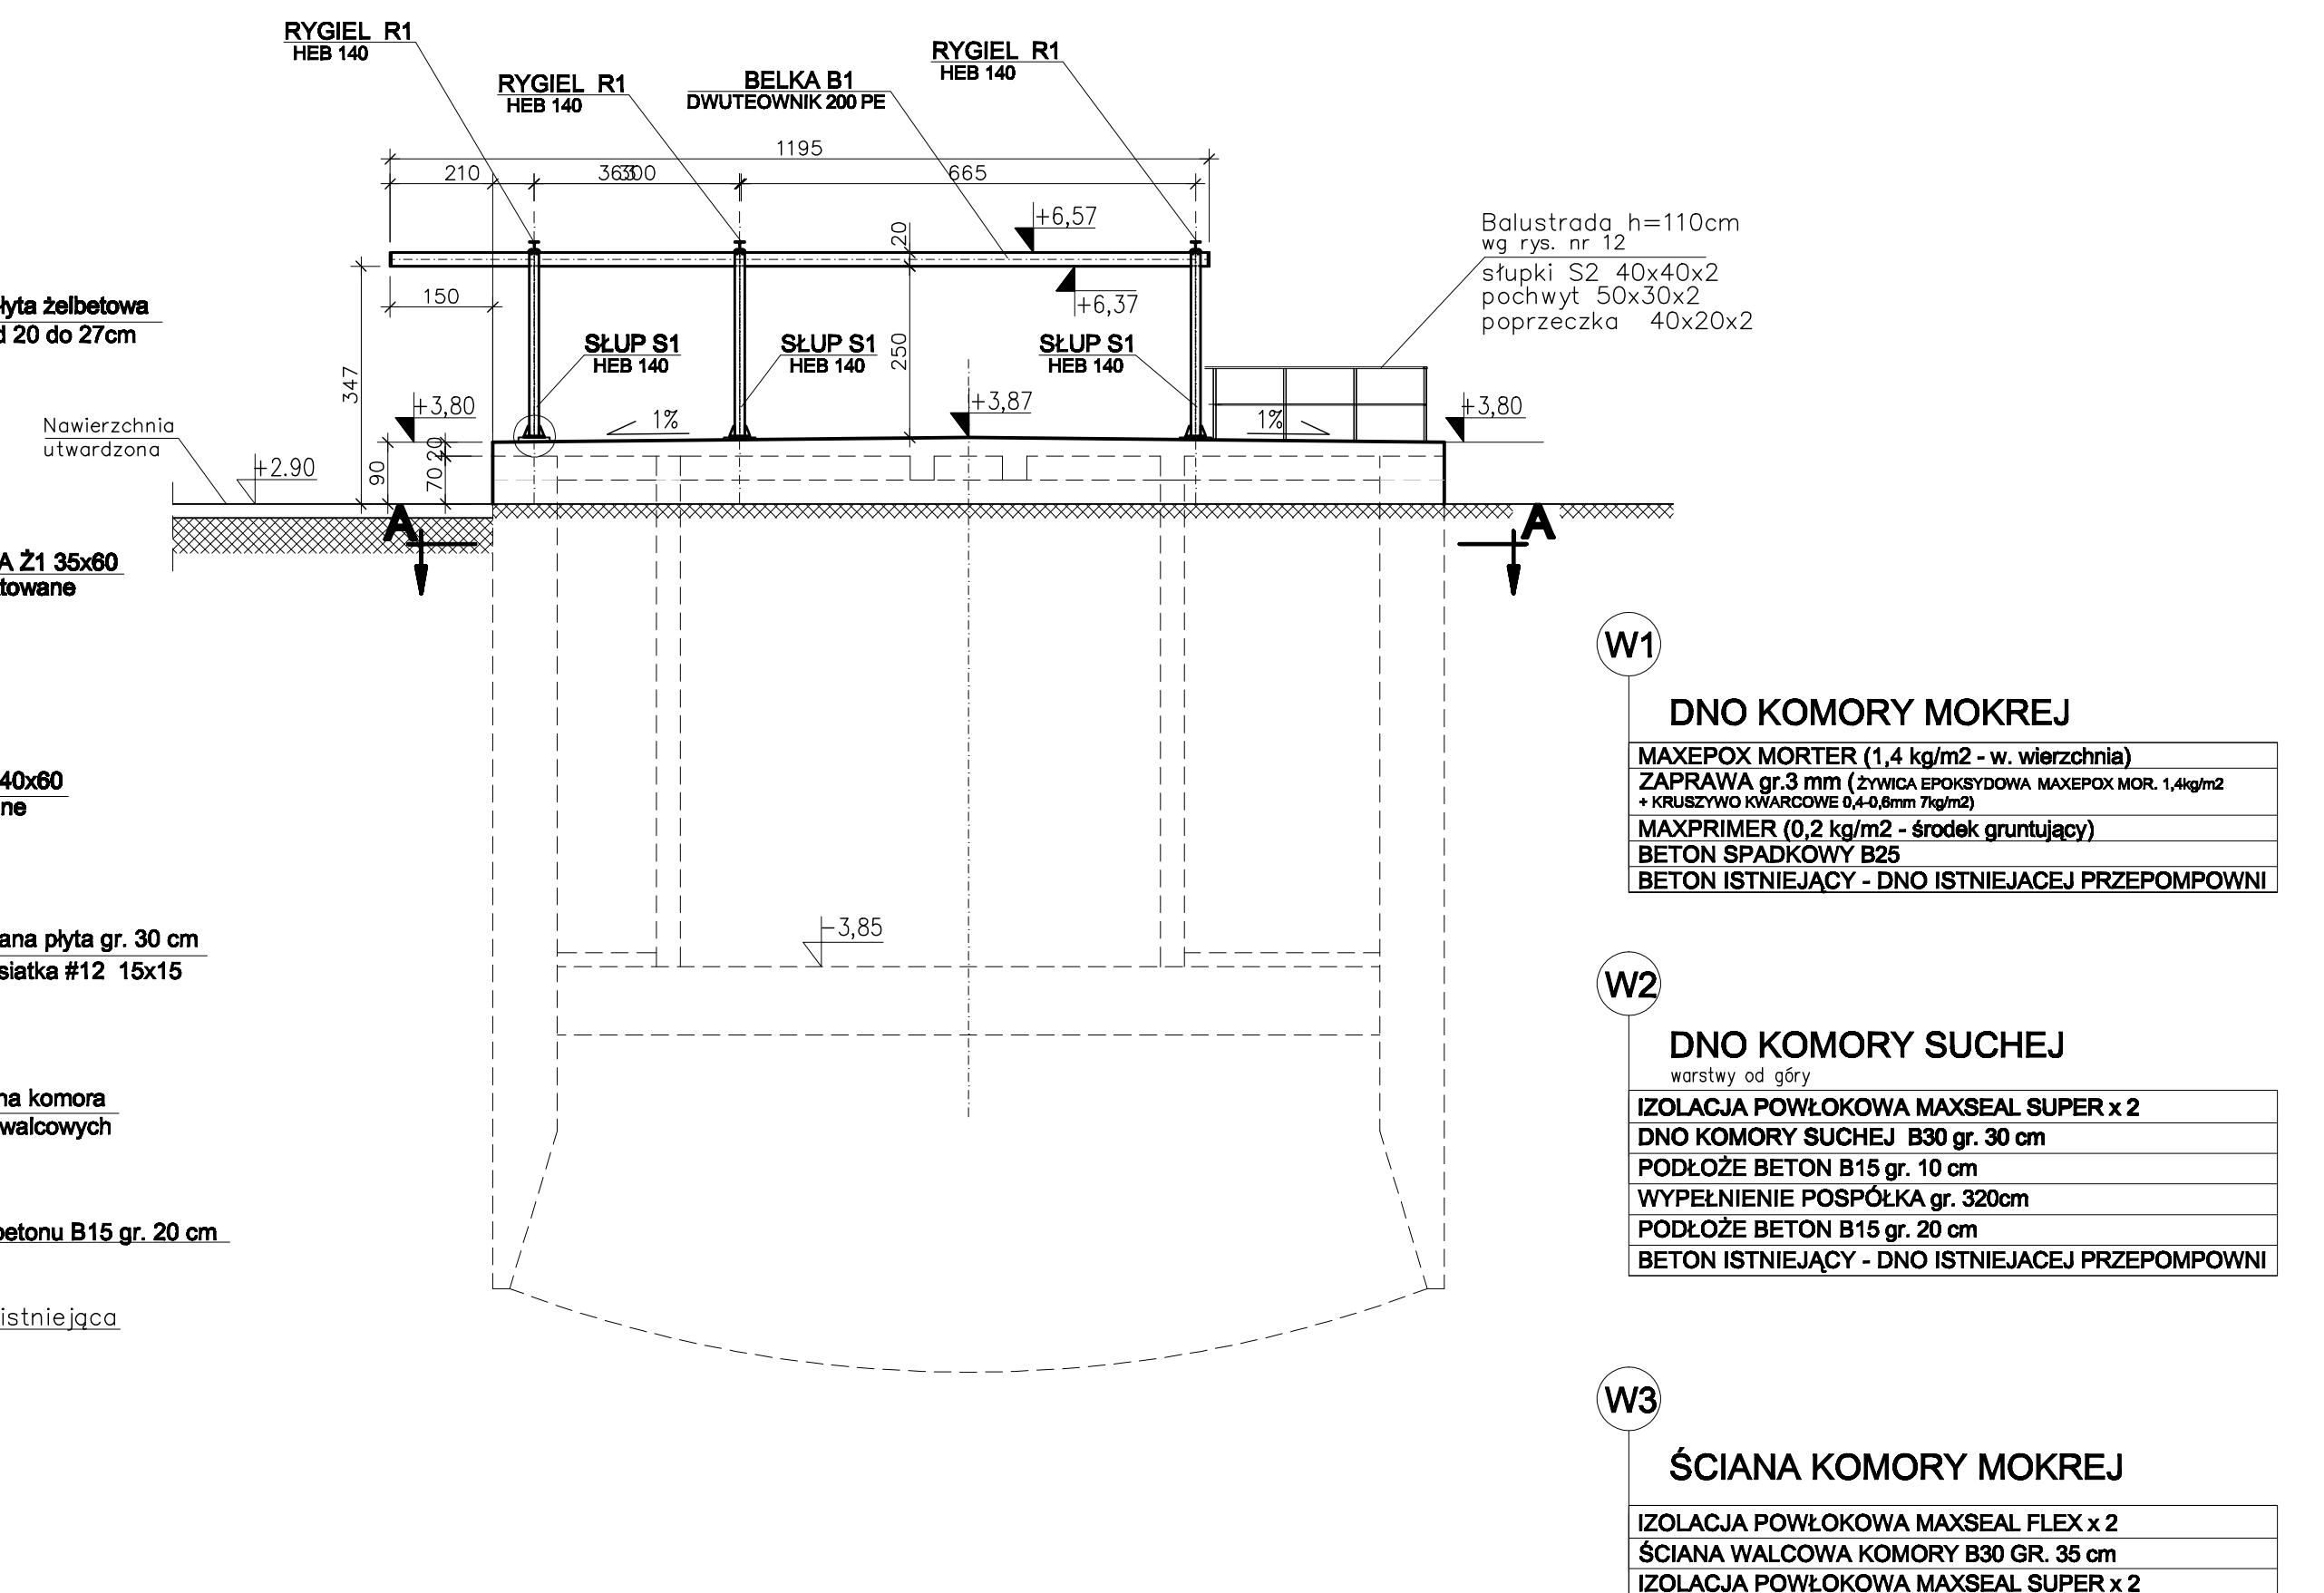 RYGIEL R1
HEB 140
RYGIEL R1
HEB 140
BELKA B1
DWUTEOWNIK 200 PE
RYGIEL R1
HEB 140
1195
210
300
665
+6,57
20
150
+6,37
347
250
SŁUP S1
HEB 140
SŁUP S1
HEB 140
SŁUP S1
HEB 140
Balustrada h=110cm
wg rys. nr 12
słupki S2 40x40x2
pochwyt 50x30x2
poprzeczka 40x20x2
żelbetowa
20 do 27cm
Nawierzchnia
utwardzona
+2.90
+3,80
1%
+3,87
1%
+3,80
90
70
20
A
A
Ż1 35x60
40x60
płyta gr. 30 cm
siatka #12 15x15
komora
walcowych
betonu B15 gr. 20 cm
istniejąca
-3,85
W1
DNO KOMORY MOKREJ
MAXEPOX MORTER (1,4 kg/m2 - w. wierzchnia)
ZAPRAWA gr.3 mm (ŻYWICA EPOKSYDOWA MAXEPOX MOR. 1,4kg/m2
+ KRUSZYWO KWARCOWE 0,4-0,6mm 7kg/m2)
MAXPRIMER (0,2 kg/m2 - środek gruntujący)
BETON SPADKOWY B25
BETON ISTNIEJĄCY - DNO ISTNIEJACEJ PRZEPOMPOWNI
W2
DNO KOMORY SUCHEJ
warstwy od góry
IZOLACJA POWŁOKOWA MAXSEAL SUPER x 2
DNO KOMORY SUCHEJ B30 gr. 30 cm
PODŁOŻE BETON B15 gr. 10 cm
WYPEŁNIENIE POSPÓŁKA gr. 320cm
PODŁOŻE BETON B15 gr. 20 cm
BETON ISTNIEJĄCY - DNO ISTNIEJACEJ PRZEPOMPOWNI
W3
ŚCIANA KOMORY MOKREJ
IZOLACJA POWŁOKOWA MAXSEAL FLEX x 2
ŚCIANA WALCOWA KOMORY B30 GR. 35 cm
IZOLACJA POWŁOKOWA MAXSEAL SUPER x 2